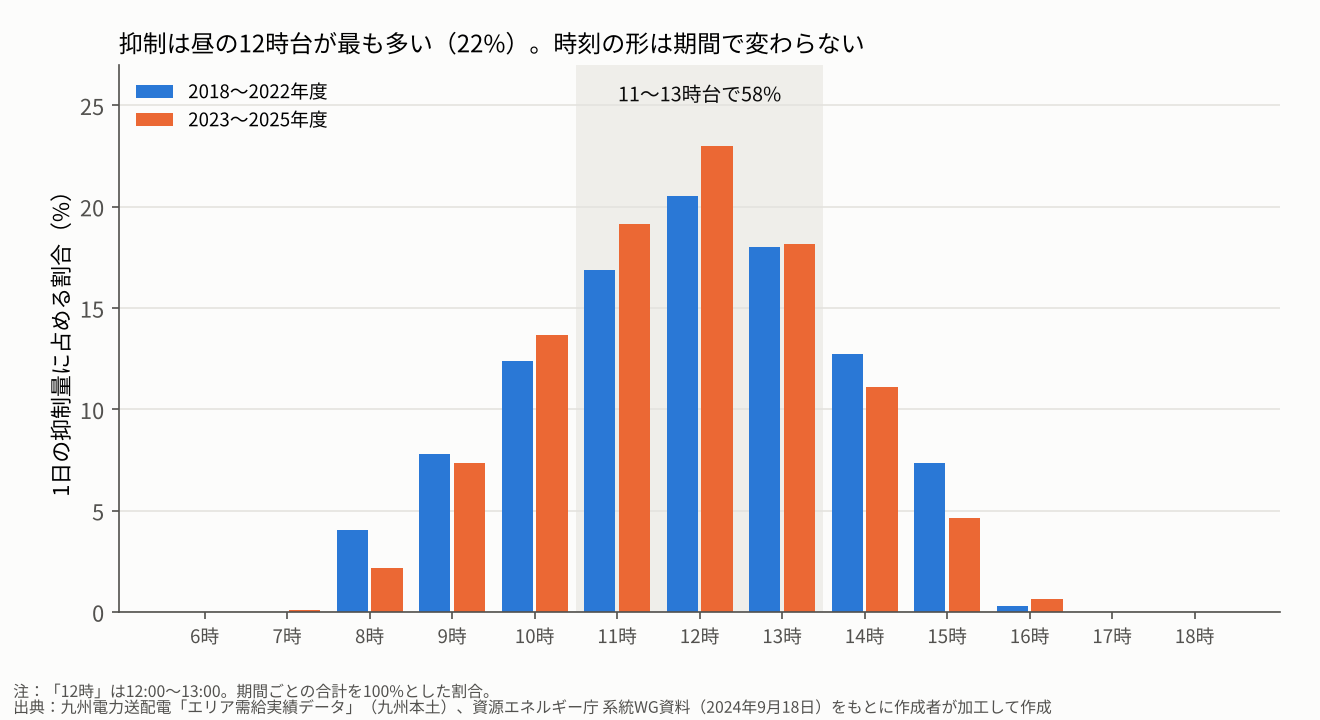 抑制は昼の12時台が最も多い（22%）。時刻の形は期間で変わらない
2018～2022年度
2023～2025年度
11～13時台で58%
1日の抑制量に占める割合（%）
25
20
15
10
5
0
6時 7時 8時 9時 10時 11時 12時 13時 14時 15時 16時 17時 18時
注：「12時」は12:00～13:00。期間ごとの合計を100%とした割合。
出典：九州電力送配電「エリア需給実績データ」（九州本土）、資源エネルギー庁 系統WG資料（2024年9月18日）をもとに作成者が加工して作成